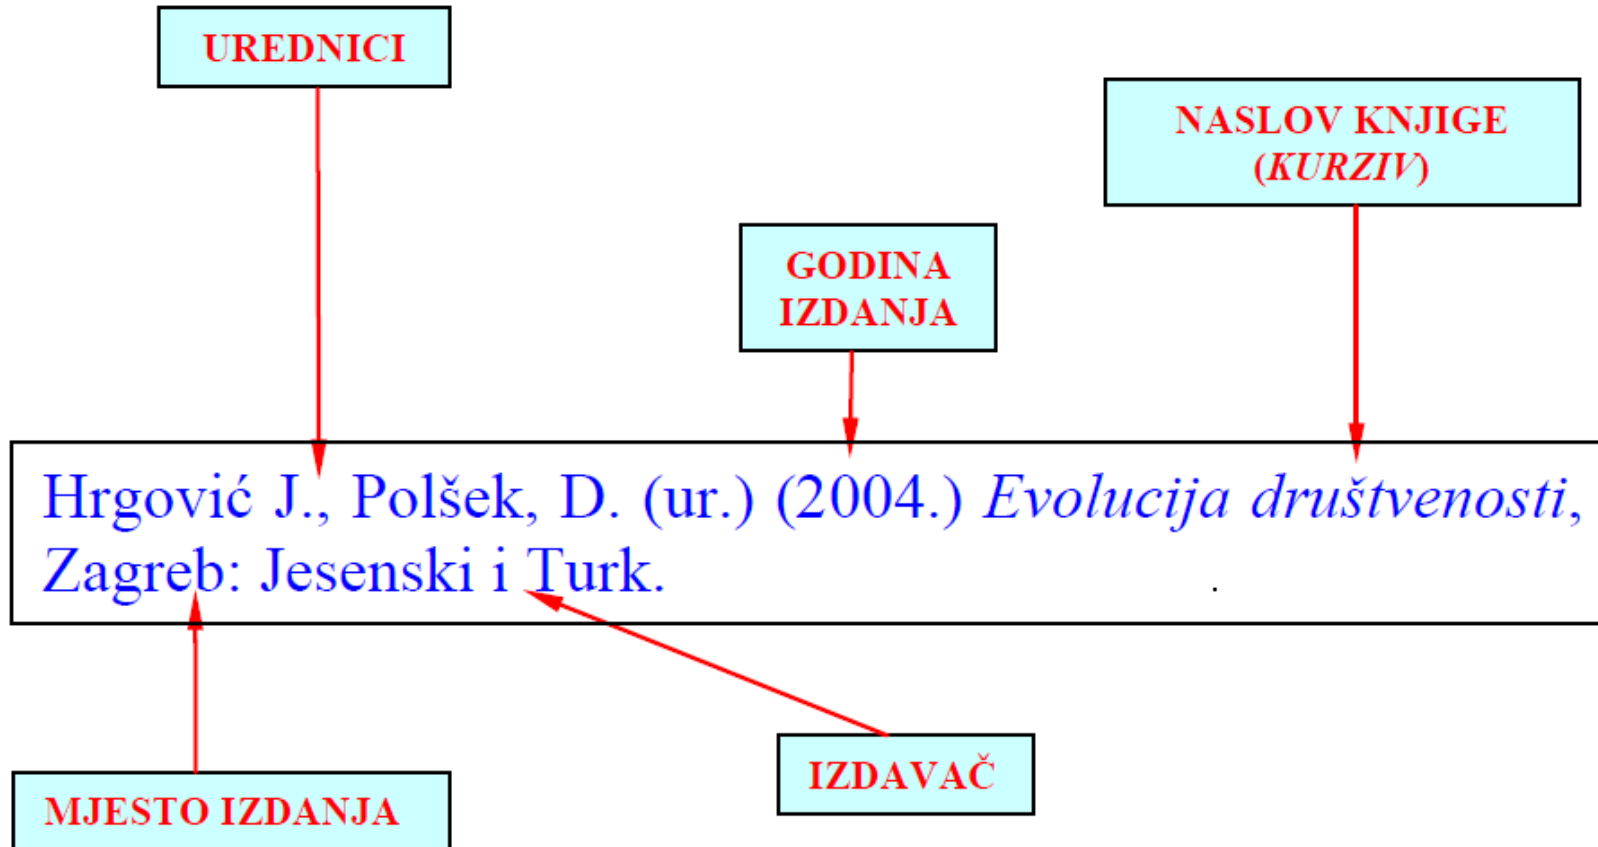 UREDNICI
NASLOV KNJIGE
(KURZIV)
GODINA
IZDANJA
Hrgović J., Polšek, D. (ur.) (2004.) Evolucija društvenosti,
Zagreb: Jesenski i Turk.
.
IZDAVAČ
MJESTO IZDANJA